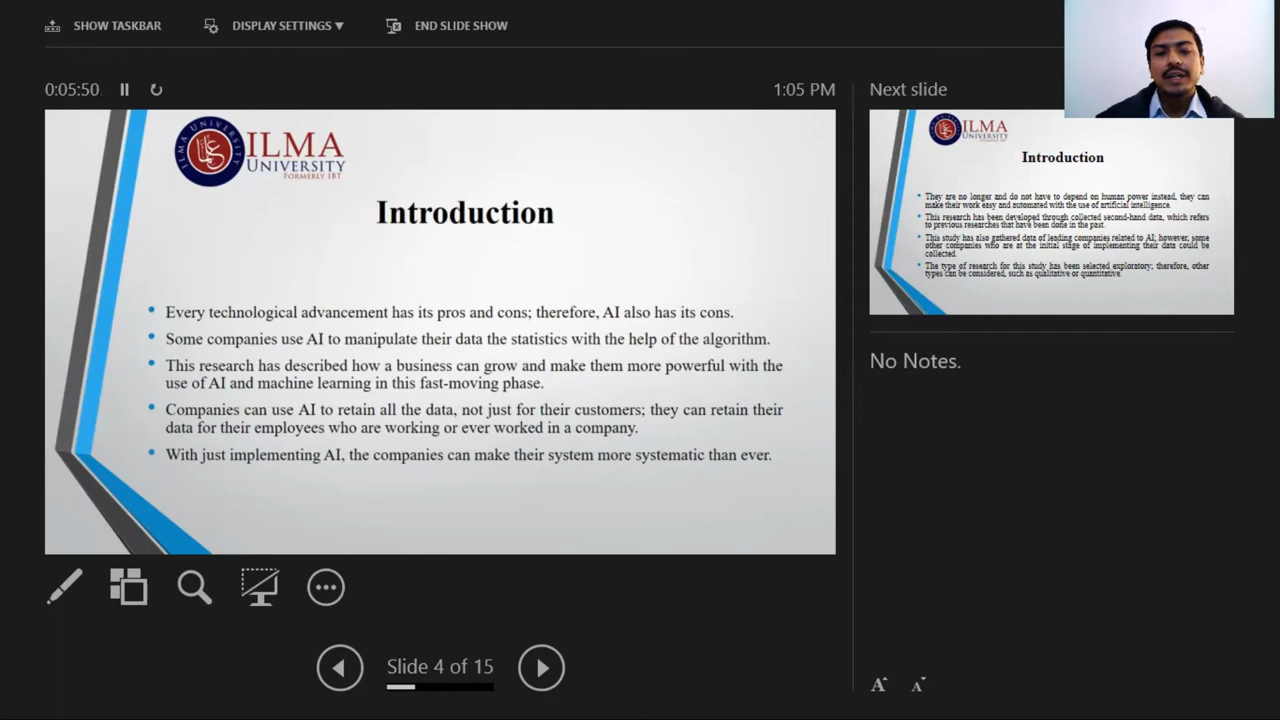 SHOW TASKBAR
DISPLAY SETTINGS ▼
END SLIDE SHOW
0:05:50
1:05 PM
ILMA UNIVERSITY
ILMA
UNIVERSITY
FORMERLY IBT
Introduction
• Every technological advancement has its pros and cons; therefore, AI also has its cons.
• Some companies use AI to manipulate their data the statistics with the help of the algorithm.
• This research has described how a business can grow and make them more powerful with the
use of AI and machine learning in this fast-moving phase.
• Companies can use AI to retain all the data, not just for their customers; they can retain their
data for their employees who are working or ever worked in a company.
• With just implementing AI, the companies can make their system more systematic than ever.
Slide 4 of 15
Next slide
ILMA
UNIVERSITY
Introduction
• They are no longer and do not have to depend on human power instead, they can
make their work easy and automated with the use of artificial intelligence.
• This research has been developed through collected second-hand data, which refers
to previous researches that have been done in the past.
• This study has also gathered data of leading companies related to AI; however, some
other companies who are at the initial stage of implementing their data could be
collected.
• The type of research for this study has been selected exploratory; therefore, other
types can be considered, such as qualitative or quantitative.
No Notes.
A A